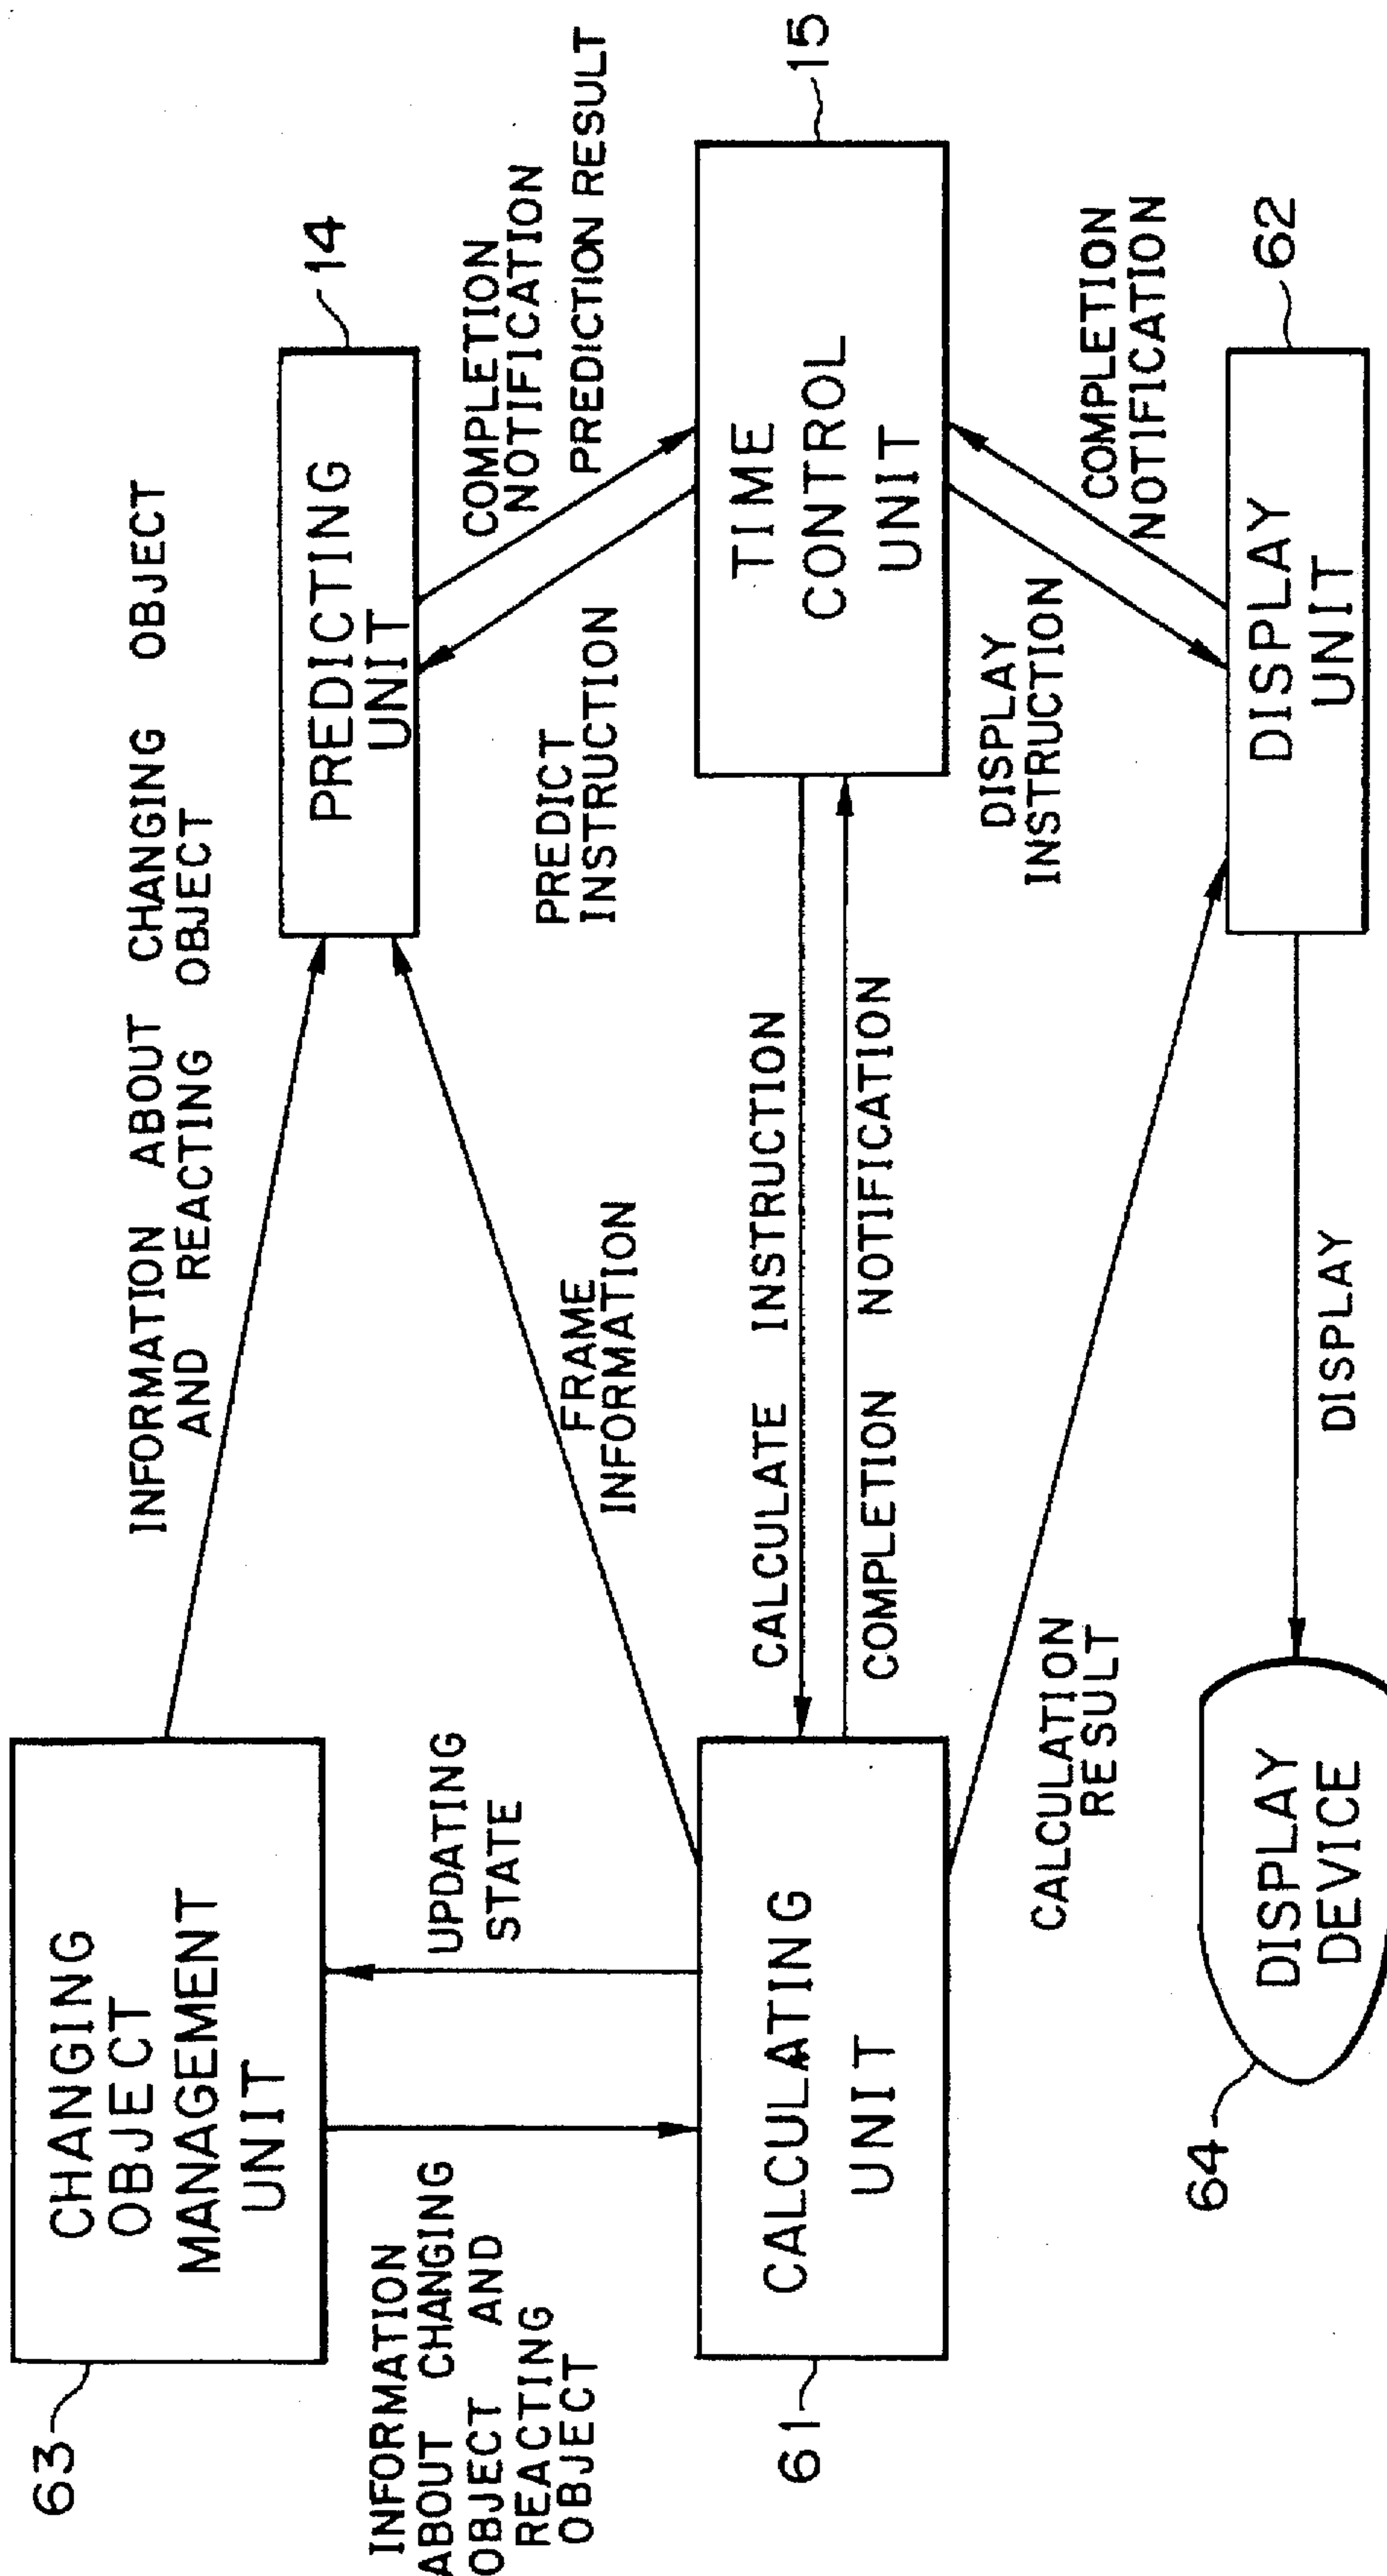 63
CHANGING
OBJECT
MANAGEMENT
UNIT
INFORMATION ABOUT CHANGING OBJECT
AND REACTING OBJECT
PREDICTING
UNIT
14
INFORMATION
ABOUT CHANGING
OBJECT AND
REACTING
OBJECT
UPDATING
STATE
FRAME
INFORMATION
PREDICT
INSTRUCTION
COMPLETION
NOTIFICATION
PREDICTION RESULT
61
CALCULATING
UNIT
CALCULATE INSTRUCTION
COMPLETION NOTIFICATION
TIME
CONTROL
UNIT
15
CALCULATION
RESULT
DISPLAY
INSTRUCTION
COMPLETION
NOTIFICATION
64
DISPLAY
DEVICE
DISPLAY
DISPLAY
UNIT
62